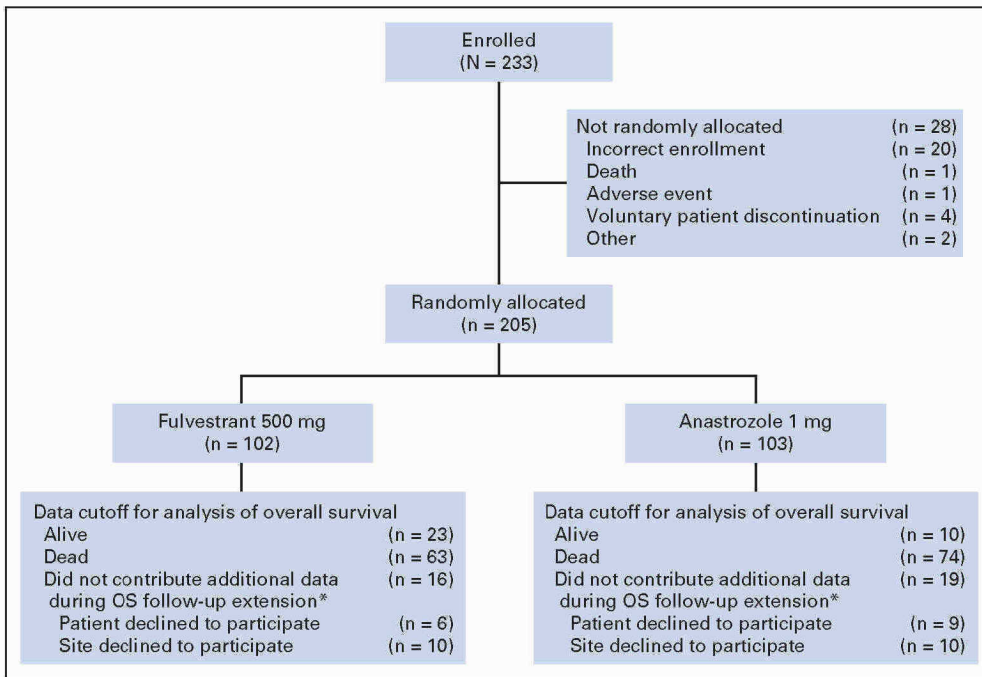 Enrolled
(N = 233)
Not randomly allocated (n = 28)
Incorrect enrollment (n = 20)
Death (n = 1)
Adverse event (n = 1)
Voluntary patient discontinuation (n = 4)
Other (n = 2)
Randomly allocated
(n = 205)
Fulvestrant 500 mg
(n = 102)
Anastrozole 1 mg
(n = 103)
Data cutoff for analysis of overall survival
Alive (n = 23)
Dead (n = 63)
Did not contribute additional data (n = 16)
during OS follow-up extension*
Patient declined to participate (n = 6)
Site declined to participate (n = 10)
Data cutoff for analysis of overall survival
Alive (n = 10)
Dead (n = 74)
Did not contribute additional data (n = 19)
during OS follow-up extension*
Patient declined to participate (n = 9)
Site declined to participate (n = 10)